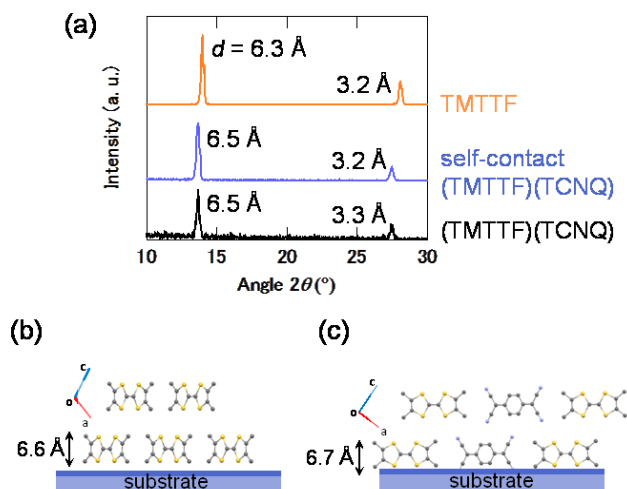 (a)
d = 6.3 Å
3.2 Å
TMTTF
6.5 Å
3.2 Å
self-contact
(TMTTF)(TCNQ)
6.5 Å
3.3 Å
(TMTTF)(TCNQ)
Intensity (a. u.)
10 15 20 25 30
Angle 2θ(°)
(b)
c
o
a
6.6 Å
substrate
(c)
c
o
a
6.7 Å
substrate